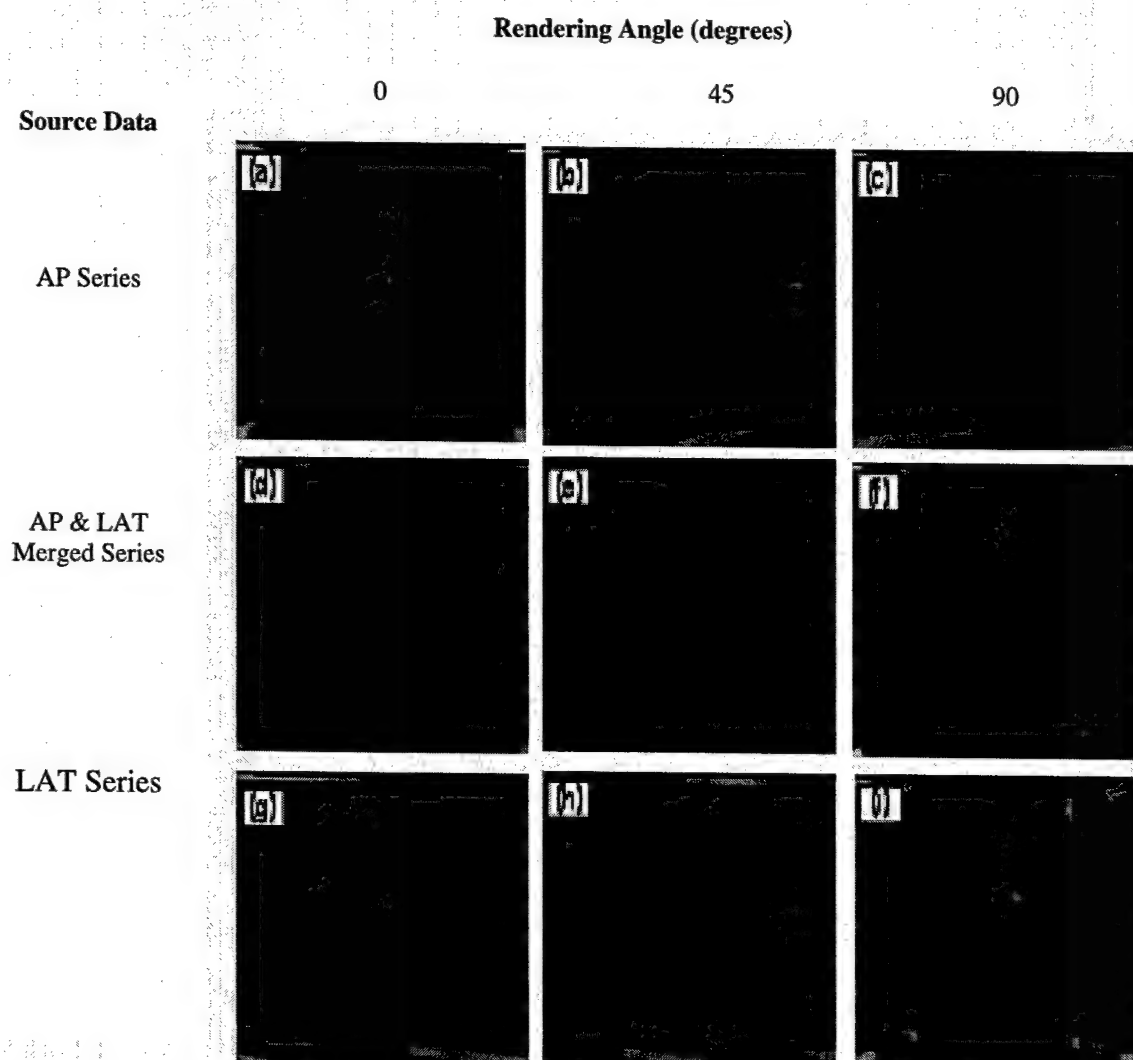 Rendering Angle (degrees)
0 45 90
Source Data
AP Series
(a) (b) (c)
AP & LAT
Merged Series
(d) (e) (f)
LAT Series
(g) (h) (i)